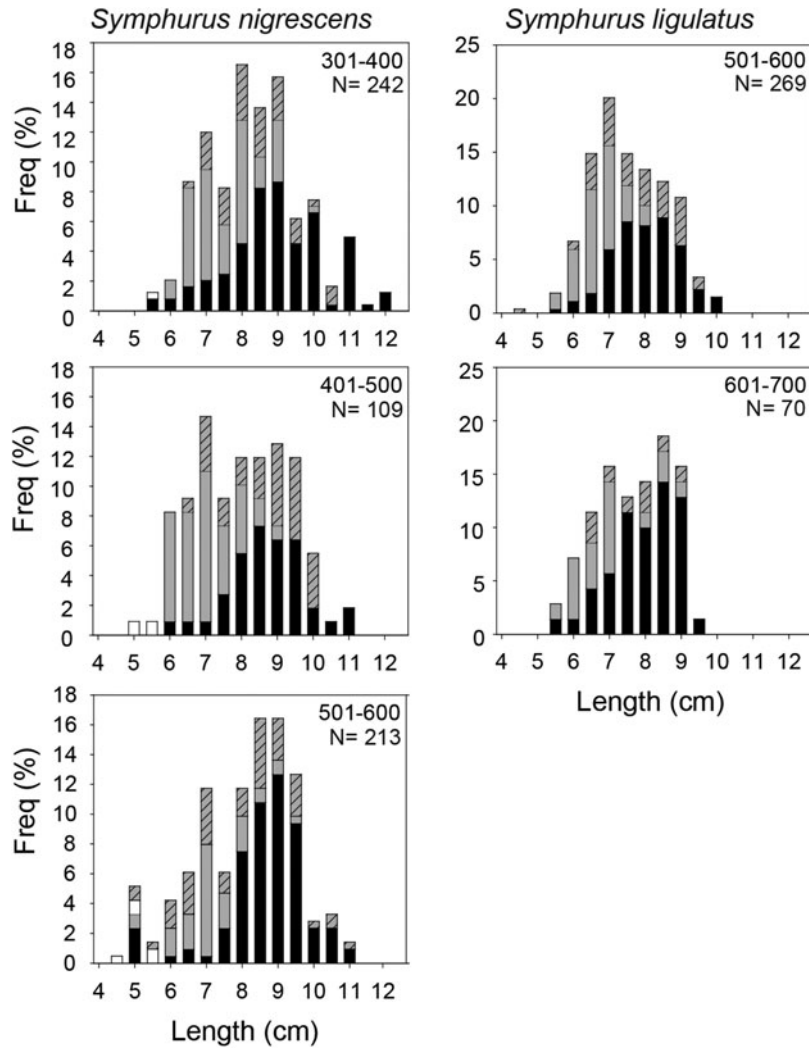 Symphurus nigrescens
Symphurus ligulatus
18
16
14
12
10
8
6
4
2
0
Freq (%)
301-400
N= 242
4 5 6 7 8 9 10 11 12
25
20
15
10
5
0
Freq (%)
501-600
N= 269
4 5 6 7 8 9 10 11 12
18
16
14
12
10
8
6
4
2
0
Freq (%)
401-500
N= 109
4 5 6 7 8 9 10 11 12
25
20
15
10
5
0
Freq (%)
601-700
N= 70
4 5 6 7 8 9 10 11 12
Length (cm)
18
16
14
12
10
8
6
4
2
0
Freq (%)
501-600
N= 213
4 5 6 7 8 9 10 11 12
Length (cm)